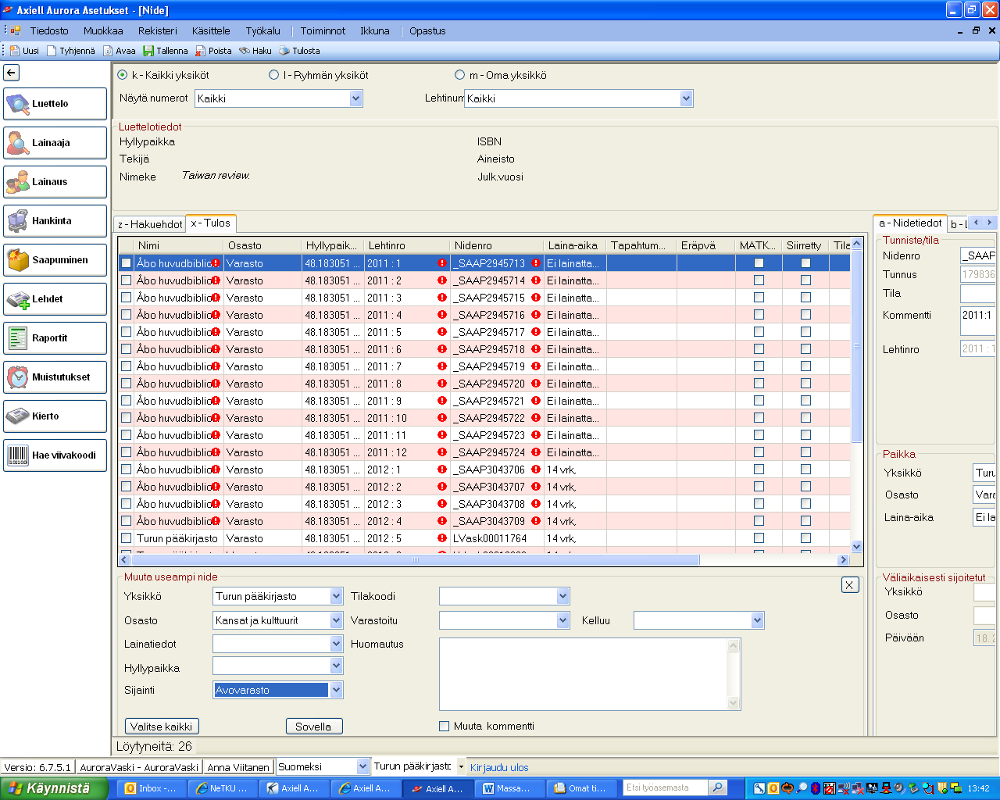 Axiell Aurora Asetukset - [Nide]
Tiedosto Muokkaa Rekisteri Käsittele Työkalu Toiminnot Ikkuna Opastus
Uusi Tyhjennä Avaa Tallenna Poista Haku Tulosta
Luettelo
Lainaaja
Lainaus
Hankinta
Saapuminen
Lehdet
Raportit
Muistutukset
Kierto
Hae viivakoodi
k - Kaikki yksiköt l - Ryhmän yksiköt m - Oma yksikkö
Näytä numerot Kaikki Lehtinum Kaikki
Luettelotiedot
Hyllypaikka ISBN
Tekijä Aineisto
Nimeke Taiwan review. Julk.vuosi
z - Hakuehdot x - Tulos
Nimi Osasto Hyllypaik... Lehtinro Nidenro Laina-aika Tapahtum... Eräpvä MATK... Siirretty Tila
Åbo huvudbiblio Varasto 48.183051 ... 2011 : 1 _SAAP2945713 Ei lainatta...
Åbo huvudbiblio Varasto 48.183051 ... 2011 : 2 _SAAP2945714 Ei lainatta...
Åbo huvudbiblio Varasto 48.183051 ... 2011 : 3 _SAAP2945715 Ei lainatta...
Åbo huvudbiblio Varasto 48.183051 ... 2011 : 4 _SAAP2945716 Ei lainatta...
Åbo huvudbiblio Varasto 48.183051 ... 2011 : 5 _SAAP2945717 Ei lainatta...
Åbo huvudbiblio Varasto 48.183051 ... 2011 : 6 _SAAP2945718 Ei lainatta...
Åbo huvudbiblio Varasto 48.183051 ... 2011 : 7 _SAAP2945719 Ei lainatta...
Åbo huvudbiblio Varasto 48.183051 ... 2011 : 8 _SAAP2945720 Ei lainatta...
Åbo huvudbiblio Varasto 48.183051 ... 2011 : 9 _SAAP2945721 Ei lainatta...
Åbo huvudbiblio Varasto 48.183051 ... 2011 : 10 _SAAP2945722 Ei lainatta...
Åbo huvudbiblio Varasto 48.183051 ... 2011 : 11 _SAAP2945723 Ei lainatta...
Åbo huvudbiblio Varasto 48.183051 ... 2011 : 12 _SAAP2945724 Ei lainatta...
Åbo huvudbiblio Varasto 48.183051 ... 2012 : 1 _SAAP3043706 14 vrk,
Åbo huvudbiblio Varasto 48.183051 ... 2012 : 2 _SAAP3043707 14 vrk,
Åbo huvudbiblio Varasto 48.183051 ... 2012 : 3 _SAAP3043708 14 vrk,
Åbo huvudbiblio Varasto 48.183051 ... 2012 : 4 _SAAP3043709 14 vrk,
Turun pääkirjasto Varasto 48.183051 ... 2012 : 5 LVask00011764 14 vrk,
a - Nidetiedot b - L
Tunniste/tila
Nidenro _SAAP
Tunnus 179836
Tila
Kommentti 2011:1
Lehtinro 2011 : 1
Paikka
Yksikkö Turu
Osasto Vara
Laina-aika Ei la
Väliaikaisesti sijoitetut
Yksikkö
Osasto
Päivään 18. 2
Muuta useampi nide X
Yksikkö Turun pääkirjasto Tilakoodi
Osasto Kansat ja kulttuurit Varastoitu Kelluu
Lainatiedot Huomautus
Hyllypaikka
Sijainti Avovarasto
Valitse kaikki Sovella Muuta kommentti
Löytyneitä: 26
Versio: 6.7.5.1 AuroraVaski - AuroraVaski Anna Viitanen Suomeksi Turun pääkirjasto Kirjaudu ulos
Käynnistä Inbox -... NeTKU ... Axiell A... Axiell A... Axiell A... Massa... Omat ti... Etsi työasemasta 13:42